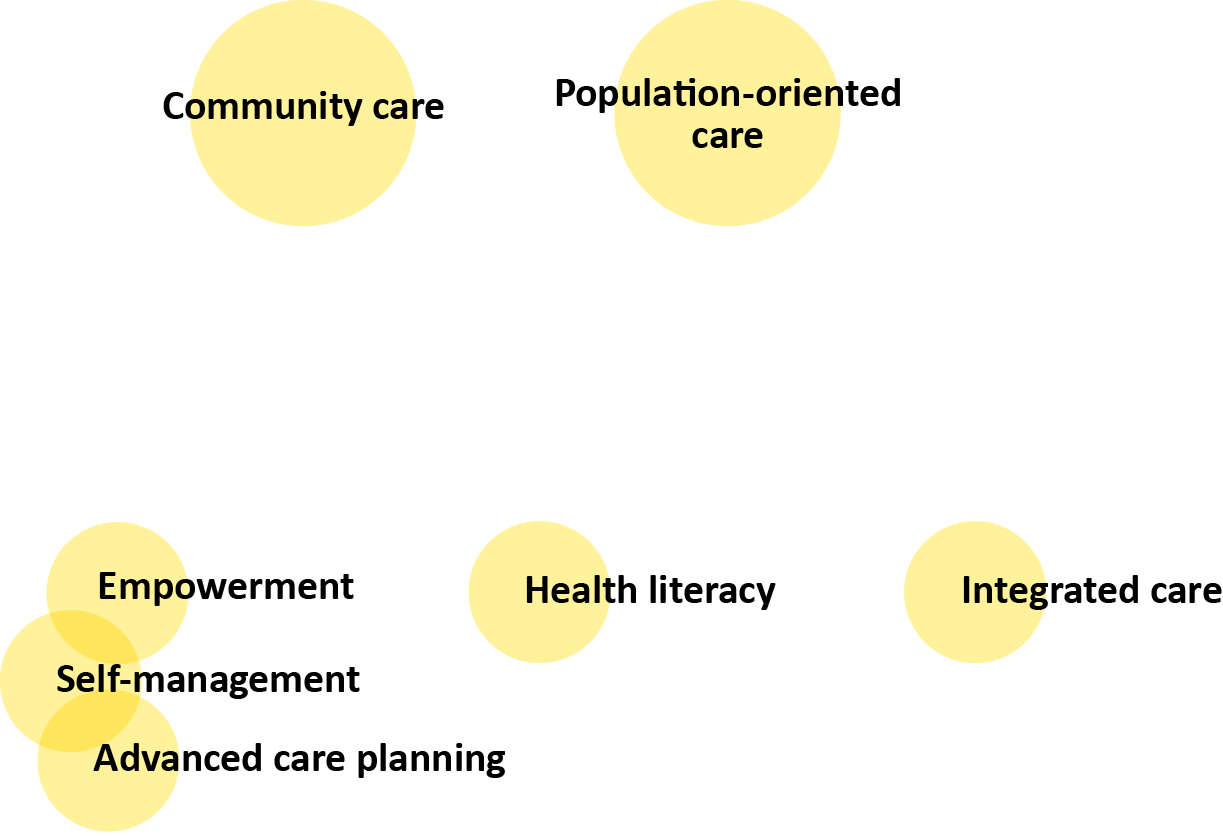 Community care
Population-oriented
care
Empowerment
Health literacy
Integrated care
Self-management
Advanced care planning